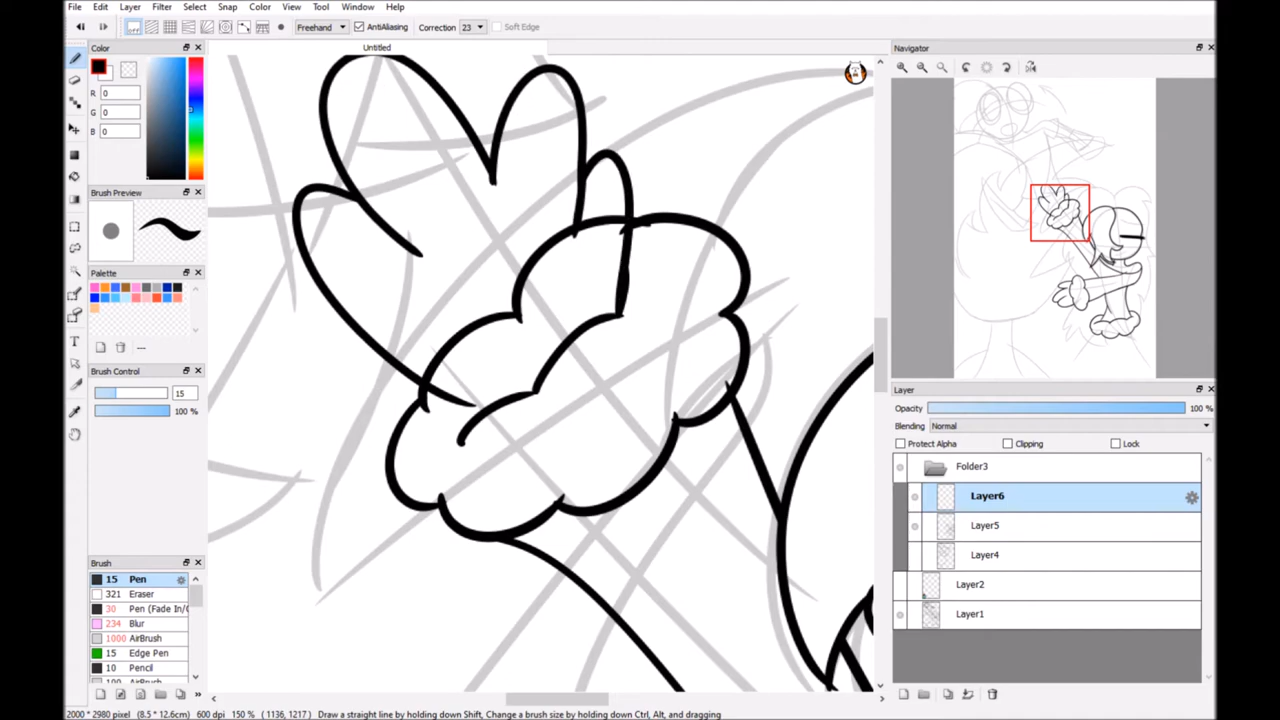 File Edit Layer Filter Select Snap Color View Tool Window Help
off Freehand AntiAliasing Correction 23 Soft Edge
Color
Untitled
Navigator
R 0
G 0
B 0
Brush Preview
Palette
---
Brush Control
15
100 %
Layer
Opacity 100 %
Blending Normal
Protect Alpha Clipping Lock
Folder3
Layer6
Layer5
Layer4
Layer2
Layer1
Brush
15 Pen
321 Eraser
30 Pen (Fade In/O
234 Blur
1000 AirBrush
15 Edge Pen
10 Pencil
100 AirBrush
2000 * 2980 pixel (8.5 * 12.6cm) 600 dpi 150 % ( 1136, 1217 ) Draw a straight line by holding down Shift, Change a brush size by holding down Ctrl, Alt, and dragging